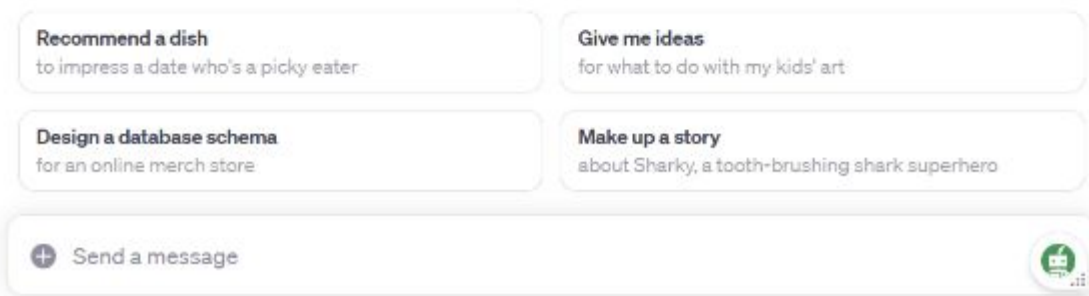 Recommend a dish
to impress a date who's a picky eater
Give me ideas
for what to do with my kids' art
Design a database schema
for an online merch store
Make up a story
about Sharky, a tooth-brushing shark superhero
Send a message